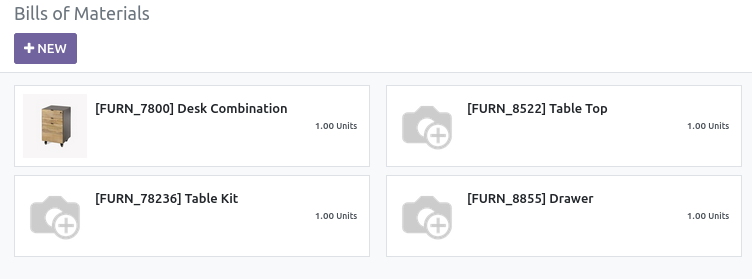 Bills of Materials
+ NEW
[FURN_7800] Desk Combination
1.00 Units
[FURN_8522] Table Top
1.00 Units
[FURN_78236] Table Kit
1.00 Units
[FURN_8855] Drawer
1.00 Units